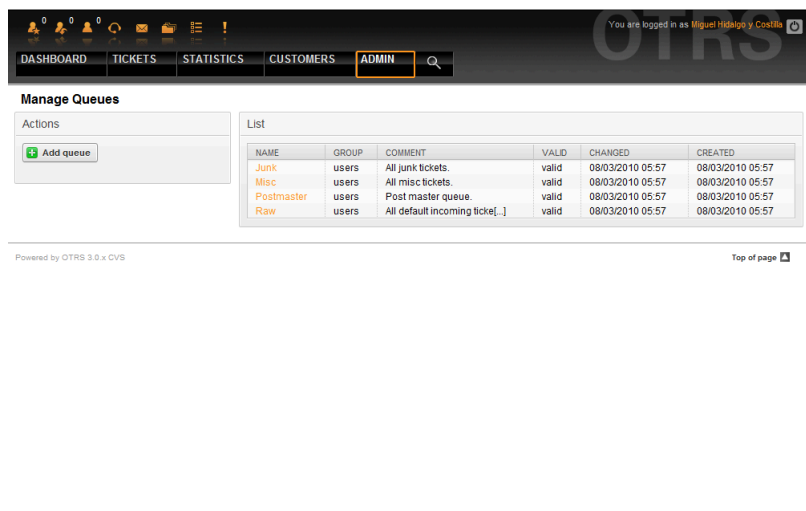 0 0 0
You are logged in as Miguel Hidalgo y Costilla
OTRS
DASHBOARD TICKETS STATISTICS CUSTOMERS ADMIN
Manage Queues
Actions
Add queue
List
NAME GROUP COMMENT VALID CHANGED CREATED
Junk users All junk tickets. valid 08/03/2010 05:57 08/03/2010 05:57
Misc users All misc tickets. valid 08/03/2010 05:57 08/03/2010 05:57
Postmaster users Post master queue. valid 08/03/2010 05:57 08/03/2010 05:57
Raw users All default incoming ticke[...] valid 08/03/2010 05:57 08/03/2010 05:57
Powered by OTRS 3.0.x CVS
Top of page